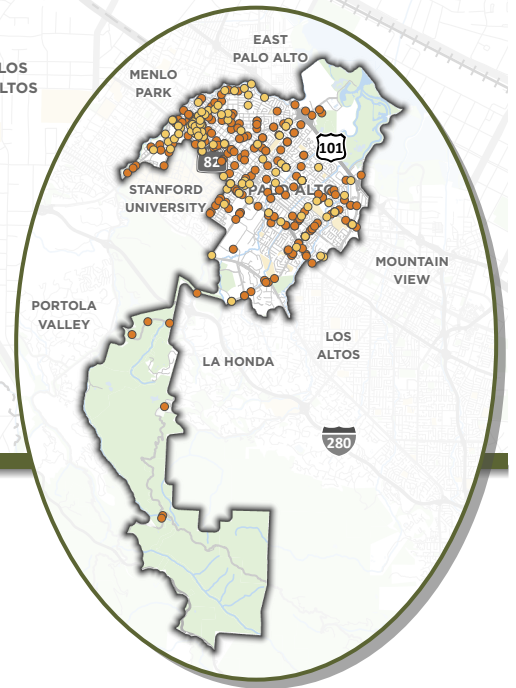 EAST
PALO ALTO
LOS
LTOS
MENLO
PARK
101
82
STANFORD
UNIVERSITY
PALO ALTO
MOUNTAIN
VIEW
PORTOLA
VALLEY
LOS
ALTOS
LA HONDA
280